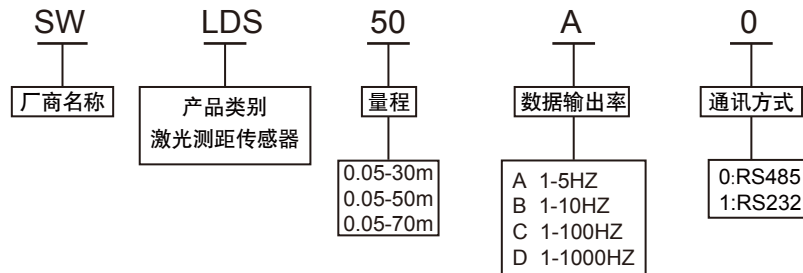 SW LDS 50 A 0
厂商名称 产品类别 量程 数据输出率 通讯方式
激光测距传感器
0.05-30m
0.05-50m
0.05-70m
A 1-5HZ
B 1-10HZ
C 1-100HZ
D 1-1000HZ
0:RS485
1:RS232